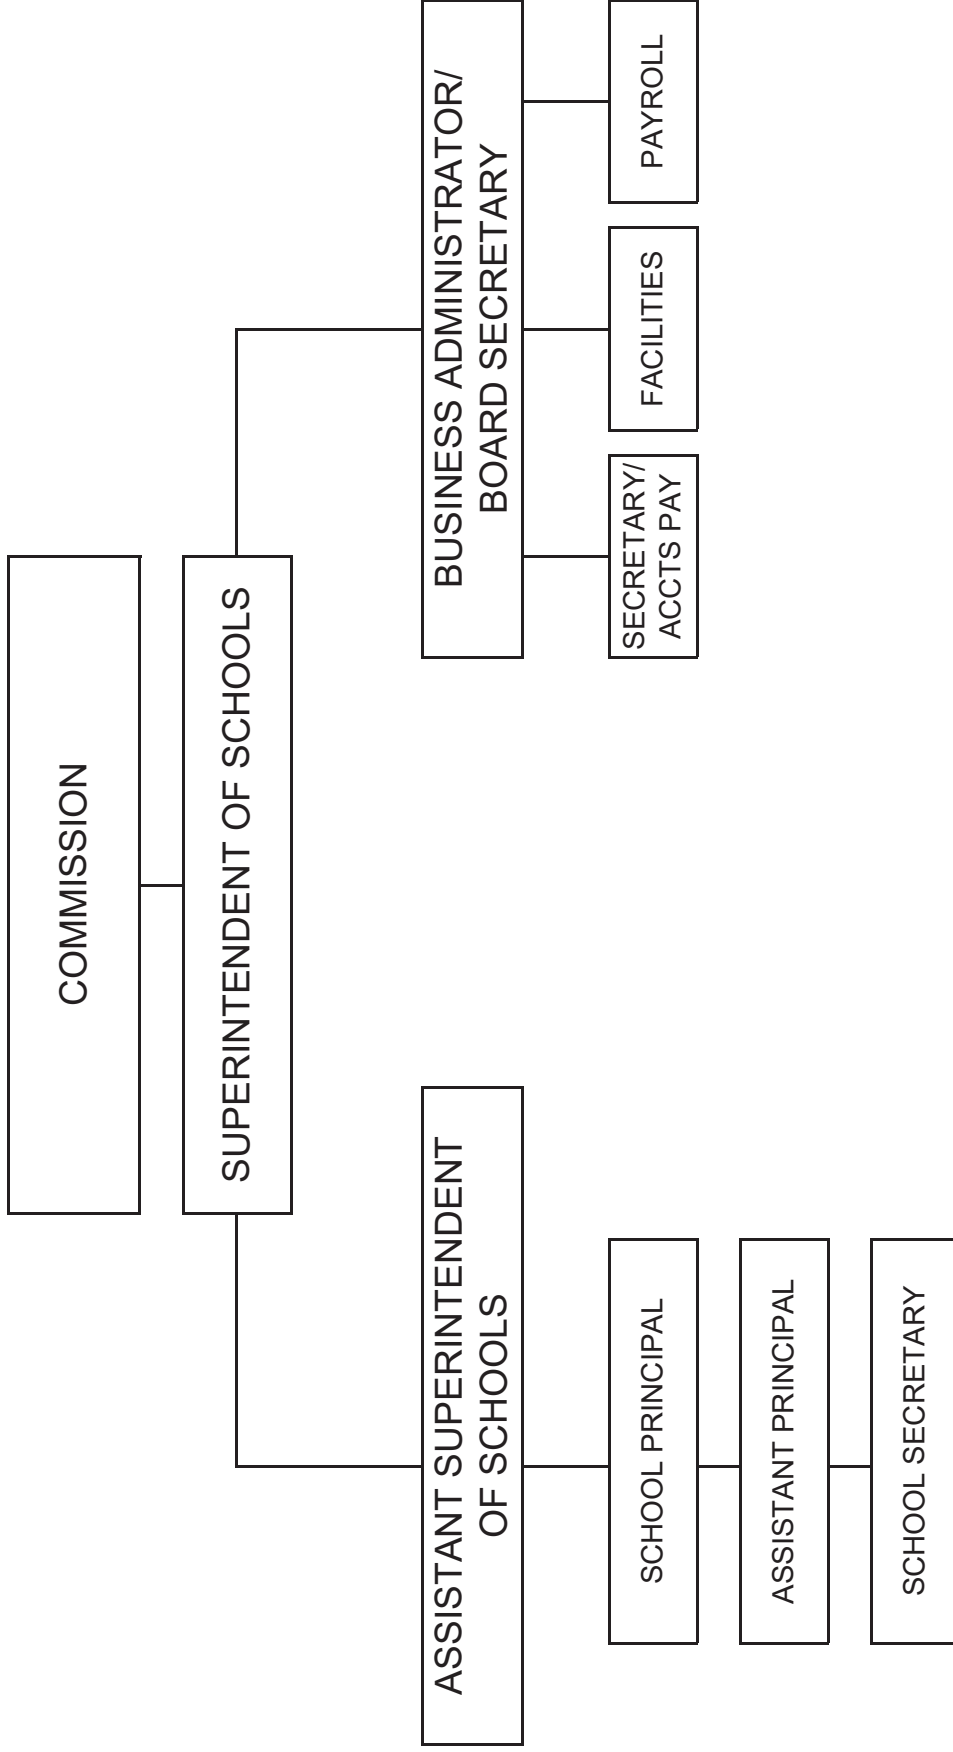 COMMISSION
SUPERINTENDENT OF SCHOOLS
ASSISTANT SUPERINTENDENT
OF SCHOOLS
BUSINESS ADMINISTRATOR/
BOARD SECRETARY
SCHOOL PRINCIPAL
ASSISTANT PRINCIPAL
SCHOOL SECRETARY
SECRETARY/
ACCTS PAY
FACILITIES
PAYROLL